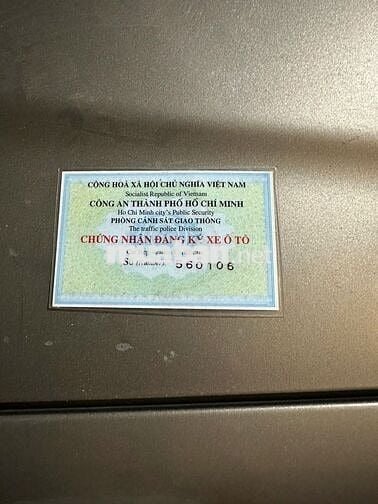 CỘNG HOÀ XÃ HỘI CHỦ NGHĨA VIỆT NAM
Socialist Republic of Vietnam
CÔNG AN THÀNH PHỐ HỒ CHÍ MINH
Ho Chi Minh city's Public Security
PHÒNG CẢNH SÁT GIAO THÔNG
The traffic police Division
CHỨNG NHẬN ĐĂNG KÝ XE Ô TÔ
560106